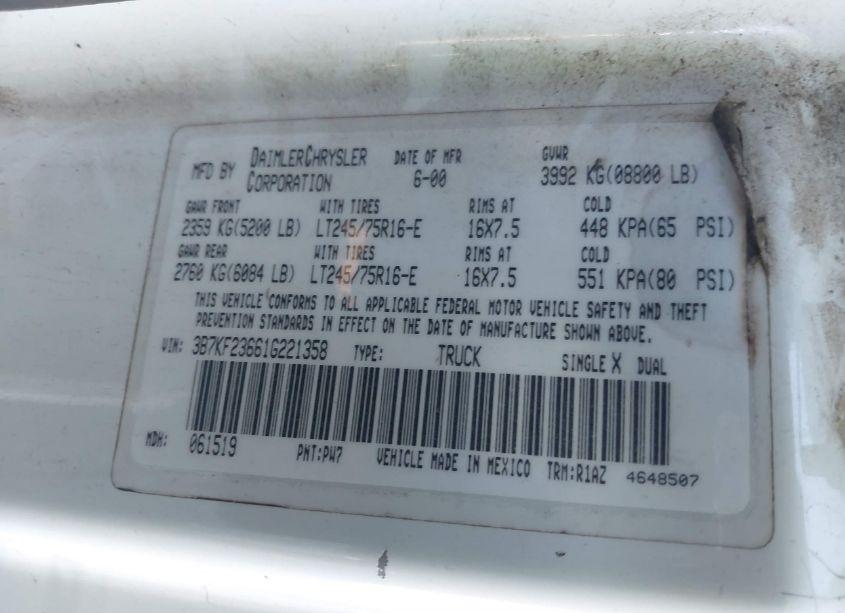 MFD BY DAIMLERCHRYSLER CORPORATION DATE OF MFR 6-00 GVWR 3992 KG(08800 LB)
GAWR FRONT WITH TIRES RIMS AT COLD
2359 KG(5200 LB) LT245/75R16-E 16X7.5 448 KPA(65 PSI)
GAWR REAR WITH TIRES RIMS AT COLD
2760 KG(6084 LB) LT245/75R16-E 16X7.5 551 KPA(80 PSI)
THIS VEHICLE CONFORMS TO ALL APPLICABLE FEDERAL MOTOR VEHICLE SAFETY AND THEFT
PREVENTION STANDARDS IN EFFECT ON THE DATE OF MANUFACTURE SHOWN ABOVE.
VIN: 3B7KF23661G221358 TYPE: TRUCK SINGLE X DUAL
MDH: 061519 PNT:PW7 VEHICLE MADE IN MEXICO TRM:R1AZ 4648507